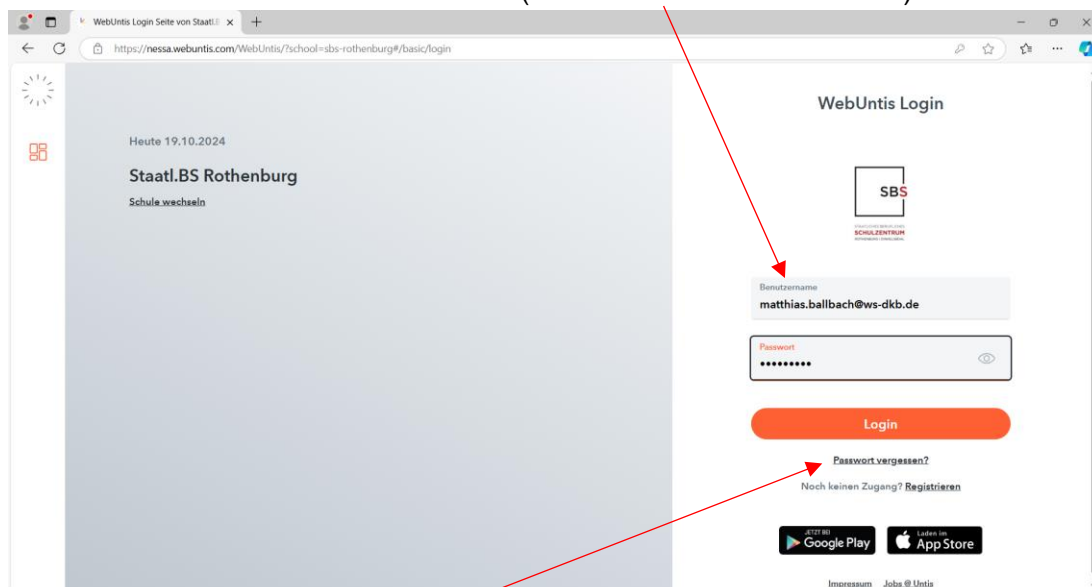 WebUntis Login Seite von Staatl.B
https://nessa.webuntis.com/WebUntis/?school=sbs-rothenburg#/basic/login
WebUntis Login
Heute 19.10.2024
Staatl.BS Rothenburg
Schule wechseln
SBS
SCHULZENTRUM
Benutzername
matthias.ballbach@ws-dkb.de
Passwort
•••••••••
Login
Passwort vergessen?
Noch keinen Zugang? Registrieren
JETZT BEI
Google Play
Laden im
App Store
Impressum Jobs @ Untis